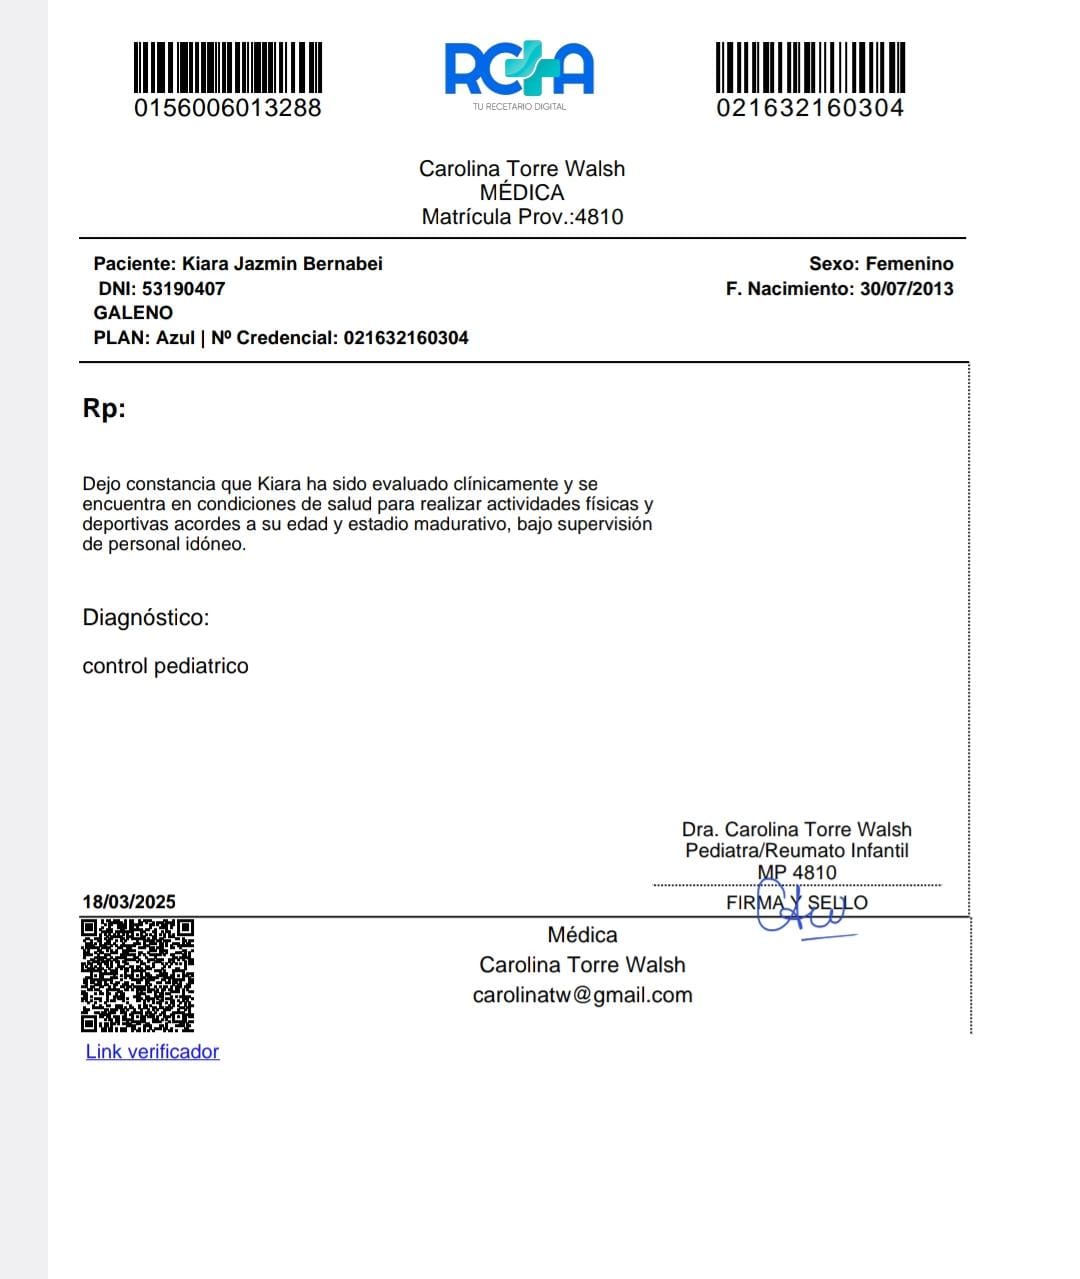 0156006013288
RCTA
TU RECETARIO DIGITAL
021632160304
Carolina Torre Walsh
MÉDICA
Matrícula Prov.:4810
Paciente: Kiara Jazmin Bernabei
Sexo: Femenino
DNI: 53190407
F. Nacimiento: 30/07/2013
GALENO
PLAN: Azul | Nº Credencial: 021632160304
Rp:
Dejo constancia que Kiara ha sido evaluado clínicamente y se
encuentra en condiciones de salud para realizar actividades físicas y
deportivas acordes a su edad y estadio madurativo, bajo supervisión
de personal idóneo.
Diagnóstico:
control pediatrico
Dra. Carolina Torre Walsh
Pediatra/Reumato Infantil
MP 4810
18/03/2025
FIRMA Y SELLO
Médica
Carolina Torre Walsh
carolinatw@gmail.com
Link verificador